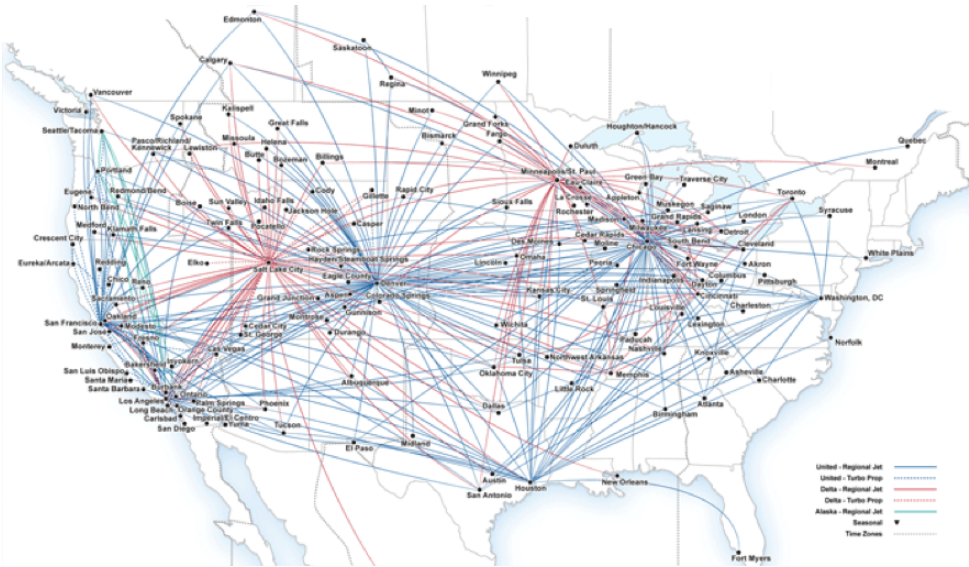 Edmonton
Saskatoon
Calgary
Regina
Winnipeg
Vancouver
Victoria
Seattle/Tacoma
Spokane
Kalispell
Great Falls
Minot
Grand Forks
Fargo
Bismarck
Houghton/Hancock
Quebec
Montreal
Pasco/Richland/
Kennewick
Lewiston
Missoula
Helena
Butte
Bozeman
Billings
Duluth
Minneapolis/St. Paul
Eau Claire
La Crosse
Rochester
Green Bay
Appleton
Traverse City
Toronto
Portland
Redmond/Bend
Eugene
North Bend
Medford
Klamath Falls
Boise
Sun Valley
Idaho Falls
Twin Falls
Pocatello
Jackson Hole
Cody
Gillette
Rapid City
Casper
Sioux Falls
Muskegon
Saginaw
Grand Rapids
Lansing
London
Detroit
Syracuse
Milwaukee
Chicago
South Bend
Cleveland
White Plains
Crescent City
Eureka/Arcata
Redding
Chico
Reno
Sacramento
Elko
Salt Lake City
Rock Springs
Hayden/Steamboat Springs
Eagle County
Denver
Aspen
Colorado Springs
Grand Junction
Gunnison
Montrose
Durango
Des Moines
Omaha
Lincoln
Cedar Rapids
Moline
Peoria
Springfield
St. Louis
Kansas City
Fort Wayne
Akron
Indianapolis
Columbus
Dayton
Pittsburgh
Cincinnati
Charleston
Louisville
Lexington
Washington, DC
Norfolk
Oakland
San Francisco
Modesto
San Jose
Fresno
Monterey
Inyokern
Bakersfield
San Luis Obispo
Santa Maria
Santa Barbara
Burbank
Ontario
Los Angeles
Palm Springs
Long Beach
Orange County
Carlsbad
Imperial/El Centro
San Diego
Yuma
Las Vegas
Cedar City
St. George
Phoenix
Tucson
Albuquerque
El Paso
Midland
Wichita
Tulsa
Oklahoma City
Northwest Arkansas
Little Rock
Paducah
Nashville
Memphis
Knoxville
Asheville
Charlotte
Atlanta
Birmingham
Dallas
Austin
San Antonio
Houston
New Orleans
Fort Myers
United - Regional Jet
United - Turbo Prop
Delta - Regional Jet
Delta - Turbo Prop
Alaska - Regional Jet
Seasonal
Time Zones